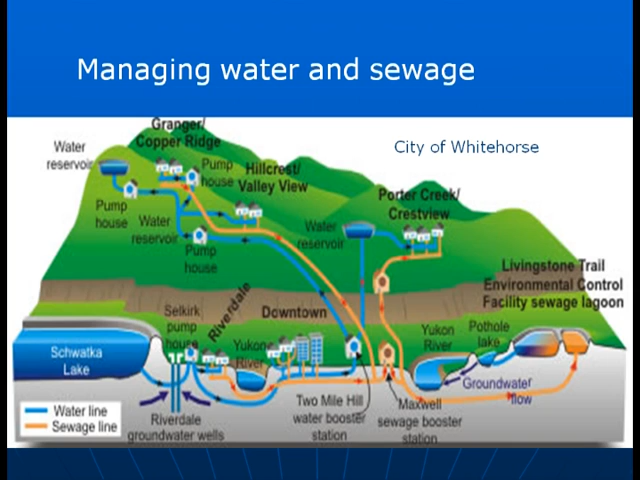 Managing water and sewage
City of Whitehorse
Granger/
Copper Ridge
Water
reservoir
Pump
house
Hillcrest/
Valley View
Pump
house
Water
reservoir
Pump
house
Water
reservoir
Porter Creek/
Crestview
Livingstone Trail
Environmental Control
Facility sewage lagoon
Selkirk
pump
house
Riverdale
Downtown
Yukon
River
Yukon
River
Pothole
lake
Schwatka
Lake
Groundwater
flow
Water line
Sewage line
Riverdale
groundwater wells
Two Mile Hill
water booster
station
Maxwell
sewage booster
station